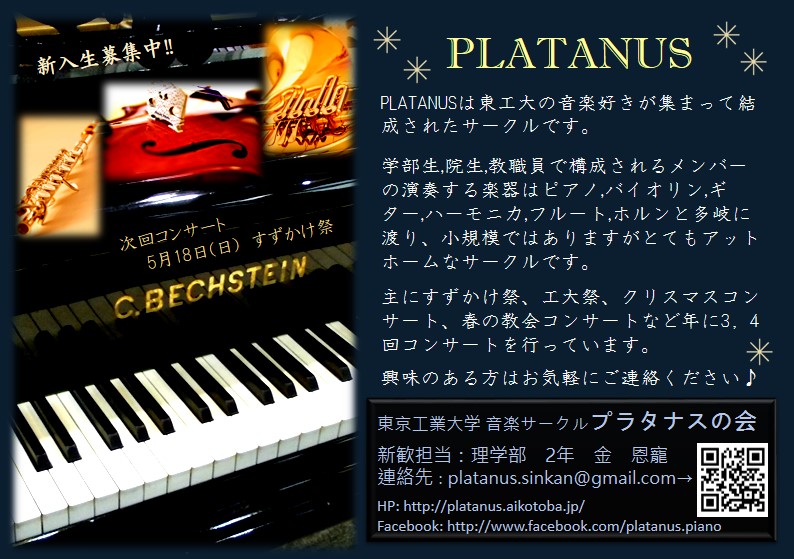 新入生募集中!!
次回コンサート
5月18日(日) すずかけ祭
C.BECHSTEIN
PLATANUS
PLATANUSは東工大の音楽好きが集まって結
成されたサークルです。
学部生,院生,教職員で構成されるメンバー
の演奏する楽器はピアノ,バイオリン,ギ
ター,ハーモニカ,フルート,ホルンと多岐に
渡り、小規模ではありますがとてもアット
ホームなサークルです。
主にすずかけ祭、工大祭、クリスマスコン
サート、春の教会コンサートなど年に3，4
回コンサートを行っています。
興味のある方はお気軽にご連絡ください♪
東京工業大学 音楽サークルプラタナスの会
新歓担当：理学部　2年　金　恩寵
連絡先：platanus.sinkan@gmail.com→
HP: http://platanus.aikotoba.jp/
Facebook: http://www.facebook.com/platanus.piano